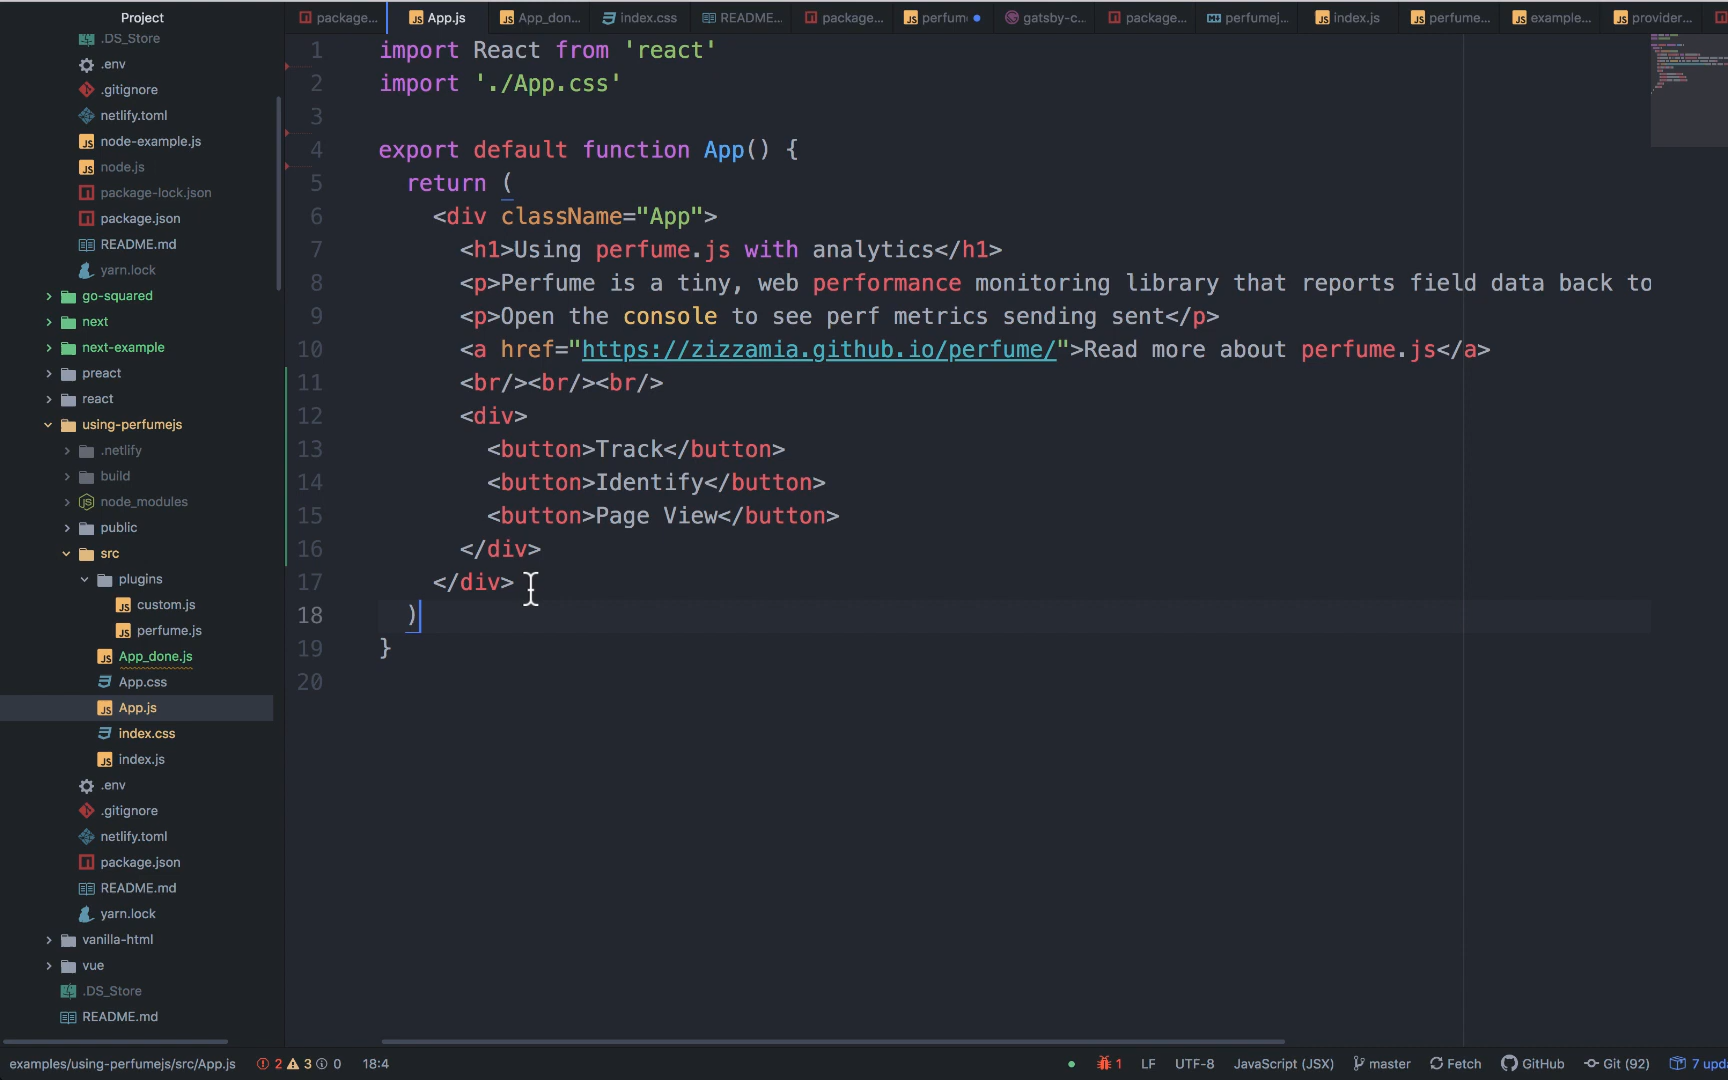 Project
.DS_Store
.env
.gitignore
netlify.toml
node-example.js
node.js
package-lock.json
package.json
README.md
yarn.lock
go-squared
next
next-example
preact
react
using-perfumejs
.netlify
build
node_modules
public
src
plugins
custom.js
perfume.js
App_done.js
App.css
App.js
index.css
index.js
.env
.gitignore
netlify.toml
package.json
README.md
yarn.lock
vanilla-html
vue
.DS_Store
README.md
package... App.js App_don... index.css README... package... perfum gatsby-c... package... perfumej... index.js perfume... example... provider...
1 import React from 'react'
2 import './App.css'
3
4 export default function App() {
5 return (
6 <div className="App">
7 <h1>Using perfume.js with analytics</h1>
8 <p>Perfume is a tiny, web performance monitoring library that reports field data back to
9 <p>Open the console to see perf metrics sending sent</p>
10 <a href="https://zizzamia.github.io/perfume/">Read more about perfume.js</a>
11 <br/><br/><br/>
12 <div>
13 <button>Track</button>
14 <button>Identify</button>
15 <button>Page View</button>
16 </div>
17 </div>
18 )
19 }
20
examples/using-perfumejs/src/App.js 2 3 0 18:4 1 LF UTF-8 JavaScript (JSX) master Fetch GitHub Git (92) 7 upd